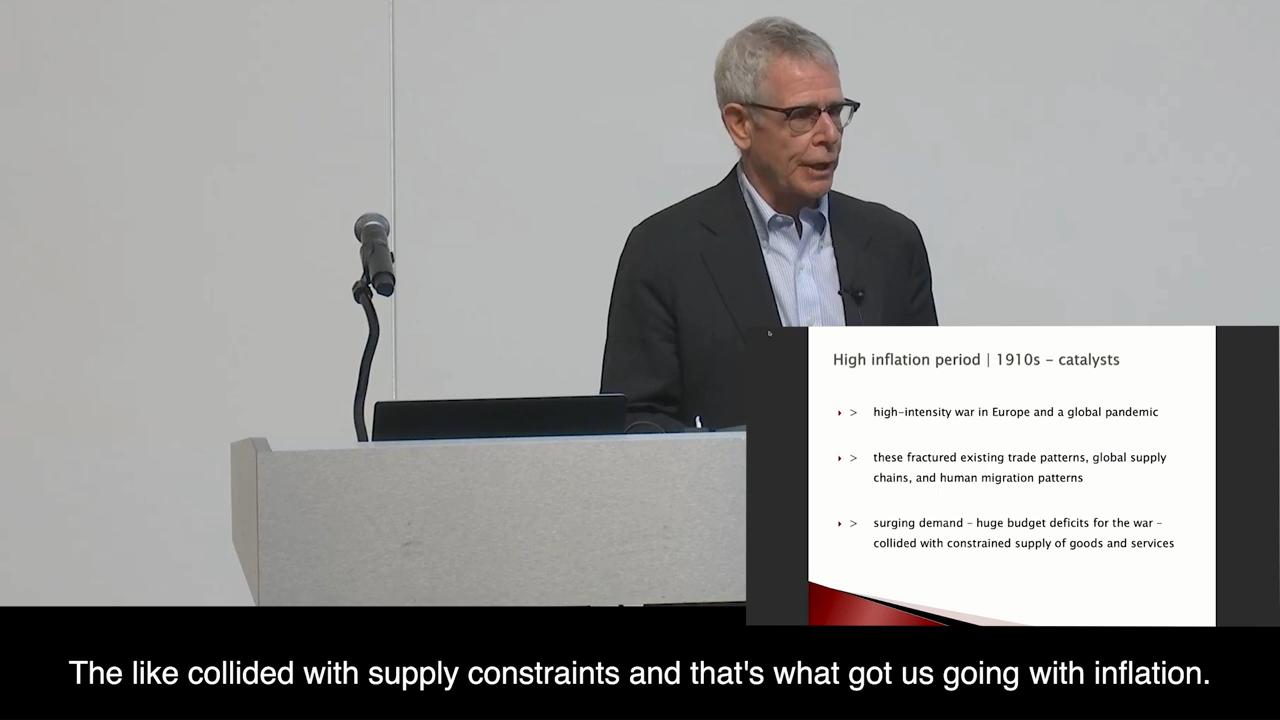 High inflation period | 1910s – catalysts
> high-intensity war in Europe and a global pandemic
> these fractured existing trade patterns, global supply
chains, and human migration patterns
> surging demand – huge budget deficits for the war –
collided with constrained supply of goods and services
The like collided with supply constraints and that's what got us going with inflation.